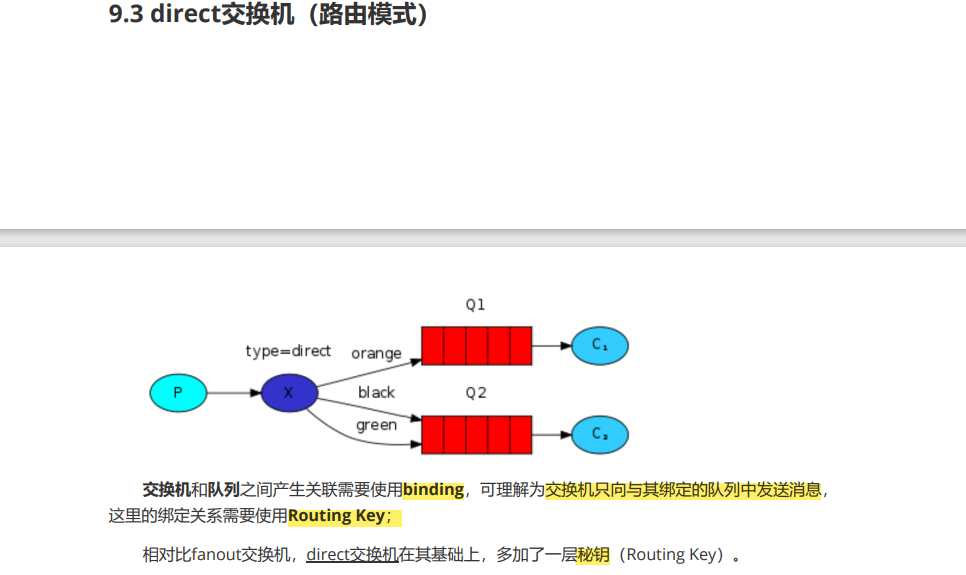 9.3 direct交换机（路由模式）
Q1
type=direct orange C₁
P X black Q2
green C₂
交换机和队列之间产生关联需要使用binding，可理解为交换机只向与其绑定的队列中发送消息，
这里的绑定关系需要使用Routing Key；
相对比fanout交换机，direct交换机在其基础上，多加了一层秘钥（Routing Key）。